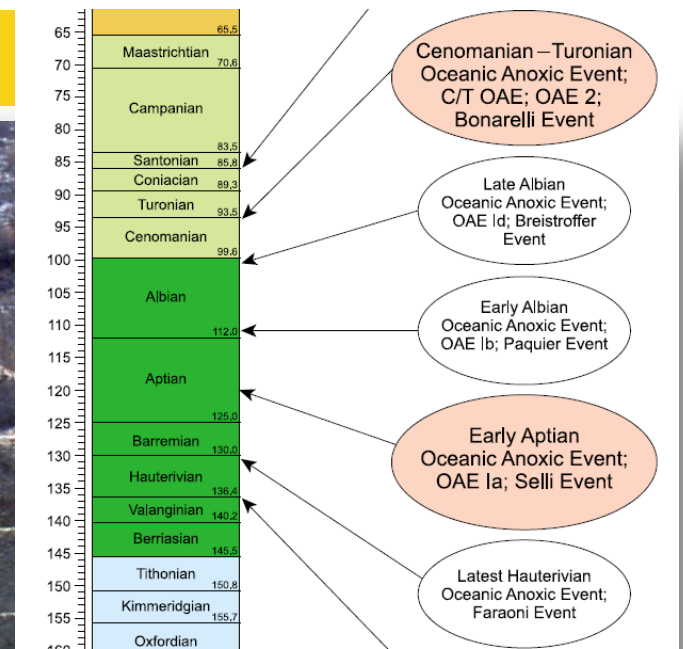 65
70
75
80
85
90
95
100
105
110
115
120
125
130
135
140
145
150
155
65,5
Maastrichtian
70,6
Campanian
83,5
Santonian 85,8
Coniacian
89,3
Turonian
93,5
Cenomanian
99.6
Albian
112.0
Aptian
125,0
Barremian
130,0
Hauterivian
136,4
Valanginian 140.2
Berriasian
145,5
Tithonian
150,8
Kimmeridgian
155.7
Oxfordian
Cenomanian – Turonian
Oceanic Anoxic Event;
C/T OAE; OAE 2;
Bonarelli Event
Late Albian
Oceanic Anoxic Event;
OAE Id; Breistroffer
Event
Early Albian
Oceanic Anoxic Event;
OAE Ib; Paquier Event
Early Aptian
Oceanic Anoxic Event;
OAE Ia; Selli Event
Latest Hauterivian
Oceanic Anoxic Event;
Faraoni Event